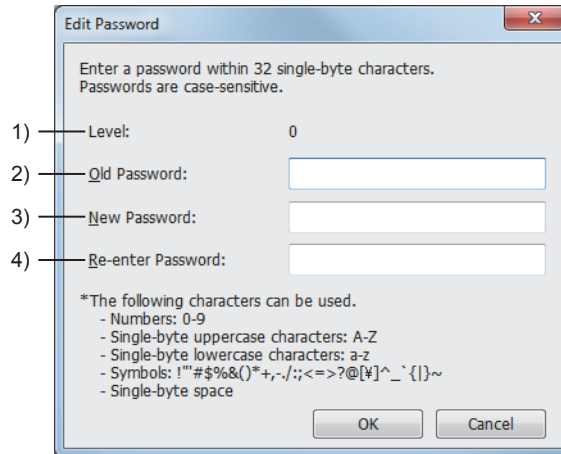 Edit Password
Enter a password within 32 single-byte characters.
Passwords are case-sensitive.
1) Level: 0
2) Old Password:
3) New Password:
4) Re-enter Password:
*The following characters can be used.
- Numbers: 0-9
- Single-byte uppercase characters: A-Z
- Single-byte lowercase characters: a-z
- Symbols: !"'#$%&()*+,-./:;<=>?@[¥]^_`{|}~
- Single-byte space
OK Cancel